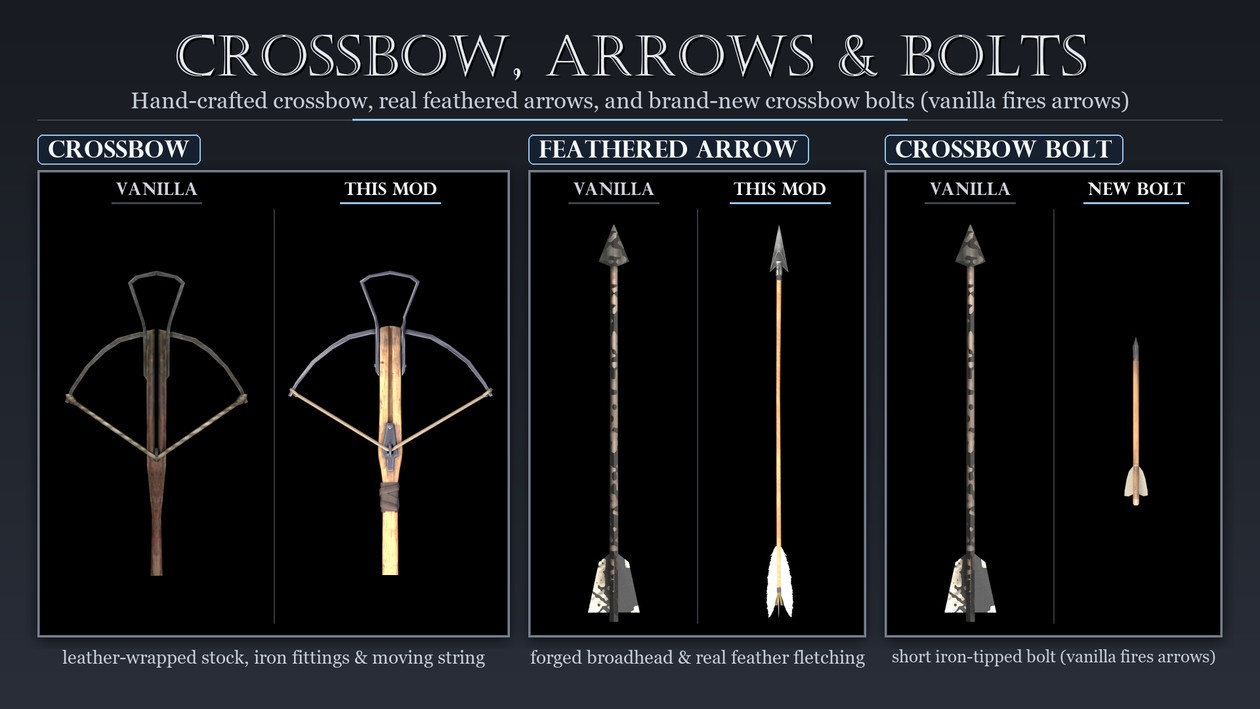 CROSSBOW, ARROWS & BOLTS
Hand-crafted crossbow, real feathered arrows, and brand-new crossbow bolts (vanilla fires arrows)
CROSSBOW
VANILLA
THIS MOD
leather-wrapped stock, iron fittings & moving string
FEATHERED ARROW
VANILLA
THIS MOD
forged broadhead & real feather fletching
CROSSBOW BOLT
VANILLA
NEW BOLT
short iron-tipped bolt (vanilla fires arrows)